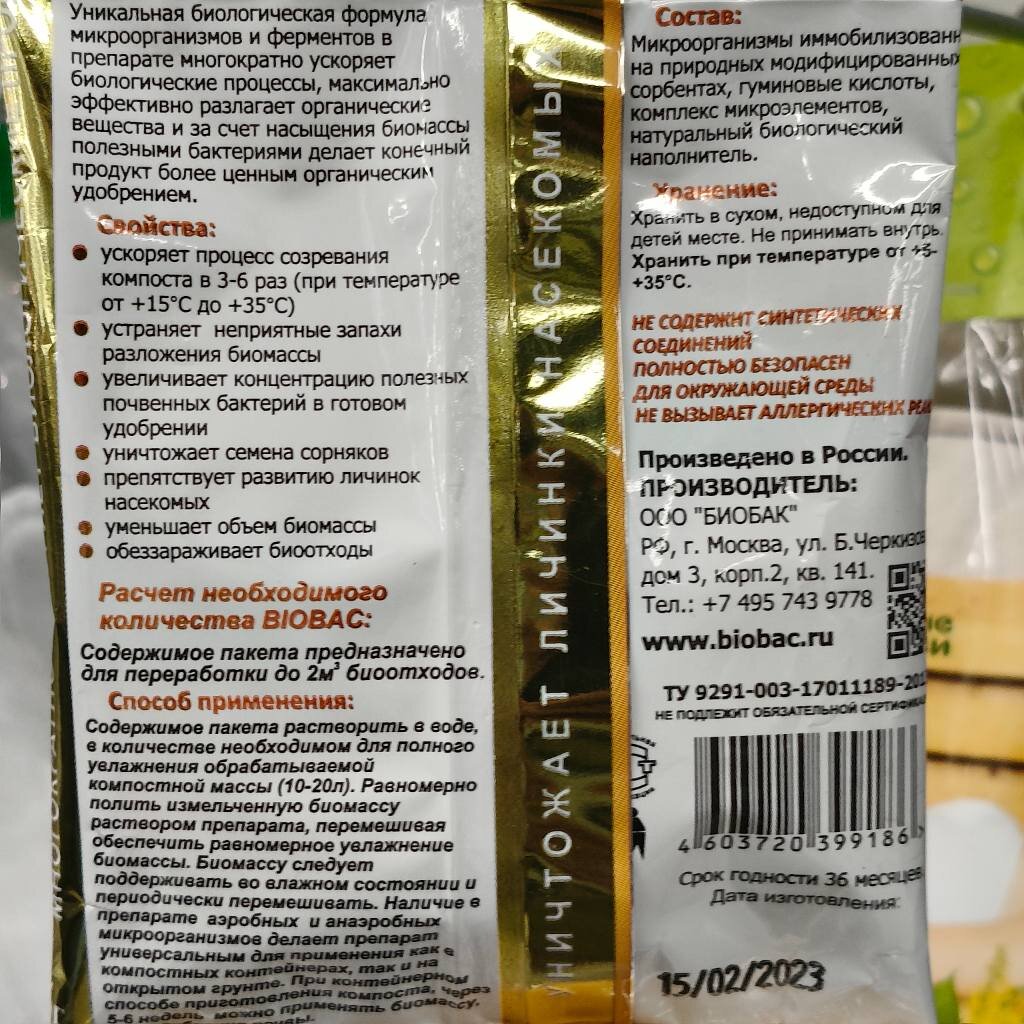 Уникальная биологическая формула
микроорганизмов и ферментов в
препарате многократно ускоряет
биологические процессы, максимально
эффективно разлагает органические
вещества и за счет насыщения биомассы
полезными бактериями делает конечный
продукт более ценным органическим
удобрением.
Свойства:
ускоряет процесс созревания
компоста в 3-6 раз (при температуре
от +15°С до +35°С)
устраняет неприятные запахи
разложения биомассы
увеличивает концентрацию полезных
почвенных бактерий в готовом
удобрении
уничтожает семена сорняков
препятствует развитию личинок
насекомых
уменьшает объем биомассы
обеззараживает биоотходы
Расчет необходимого
количества BIOBAC:
Содержимое пакета предназначено
для переработки до 2м³ биоотходов.
Способ применения:
Содержимое пакета растворить в воде,
в количестве необходимом для полного
увлажнения обрабатываемой
компостной массы (10-20л). Равномерно
полить измельченную биомассу
раствором препарата, перемешивая
обеспечить равномерное увлажнение
биомассы. Биомассу следует
поддерживать во влажном состоянии и
периодически перемешивать. Наличие в
препарате аэробных и анаэробных
микроорганизмов делает препарат
универсальным для применения как в
компостных контейнерах, так и на
открытом грунте. При контейнерном
способе приготовления компоста, через
5-6 недель можно применять биомассу,
УНИЧТОЖАЕТ ЛИЧИНКИ НАСЕКОМЫХ
Состав:
Микроорганизмы иммобилизованн
на природных модифицированных
сорбентах, гуминовые кислоты,
комплекс микроэлементов,
натуральный биологический
наполнитель.
Хранение:
Хранить в сухом, недоступном для
детей месте. Не принимать внутрь.
Хранить при температуре от +5-
+35°С.
НЕ СОДЕРЖИТ СИНТЕТИЧЕСКИХ
СОЕДИНЕНИЙ
ПОЛНОСТЬЮ БЕЗОПАСЕН
ДЛЯ ОКРУЖАЮЩЕЙ СРЕДЫ
НЕ ВЫЗЫВАЕТ АЛЛЕРГИЧЕСКИХ РЕА
Произведено в России.
ПРОИЗВОДИТЕЛЬ:
ООО "БИОБАК"
РФ, г. Москва, ул. Б.Черкизов
дом 3, корп.2, кв. 141.
Тел.: +7 495 743 9778
www.biobac.ru
ТУ 9291-003-17011189-201
НЕ ПОДЛЕЖИТ ОБЯЗАТЕЛЬНОЙ СЕРТИФИКА
4 603720 399186 >
Срок годности 36 месяцев
Дата изготовления:
15/02/2023